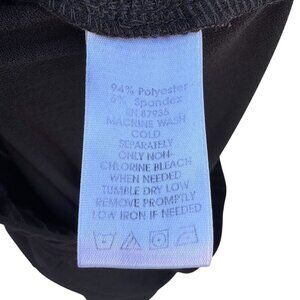 94% Polyester
6% Spandex
RN 87935
MACHINE WASH
COLD
SEPARATELY
ONLY NON-
CHLORINE BLEACH
WHEN NEEDED
TUMBLE DRY LOW
REMOVE PROMPTLY
LOW IRON IF NEEDED